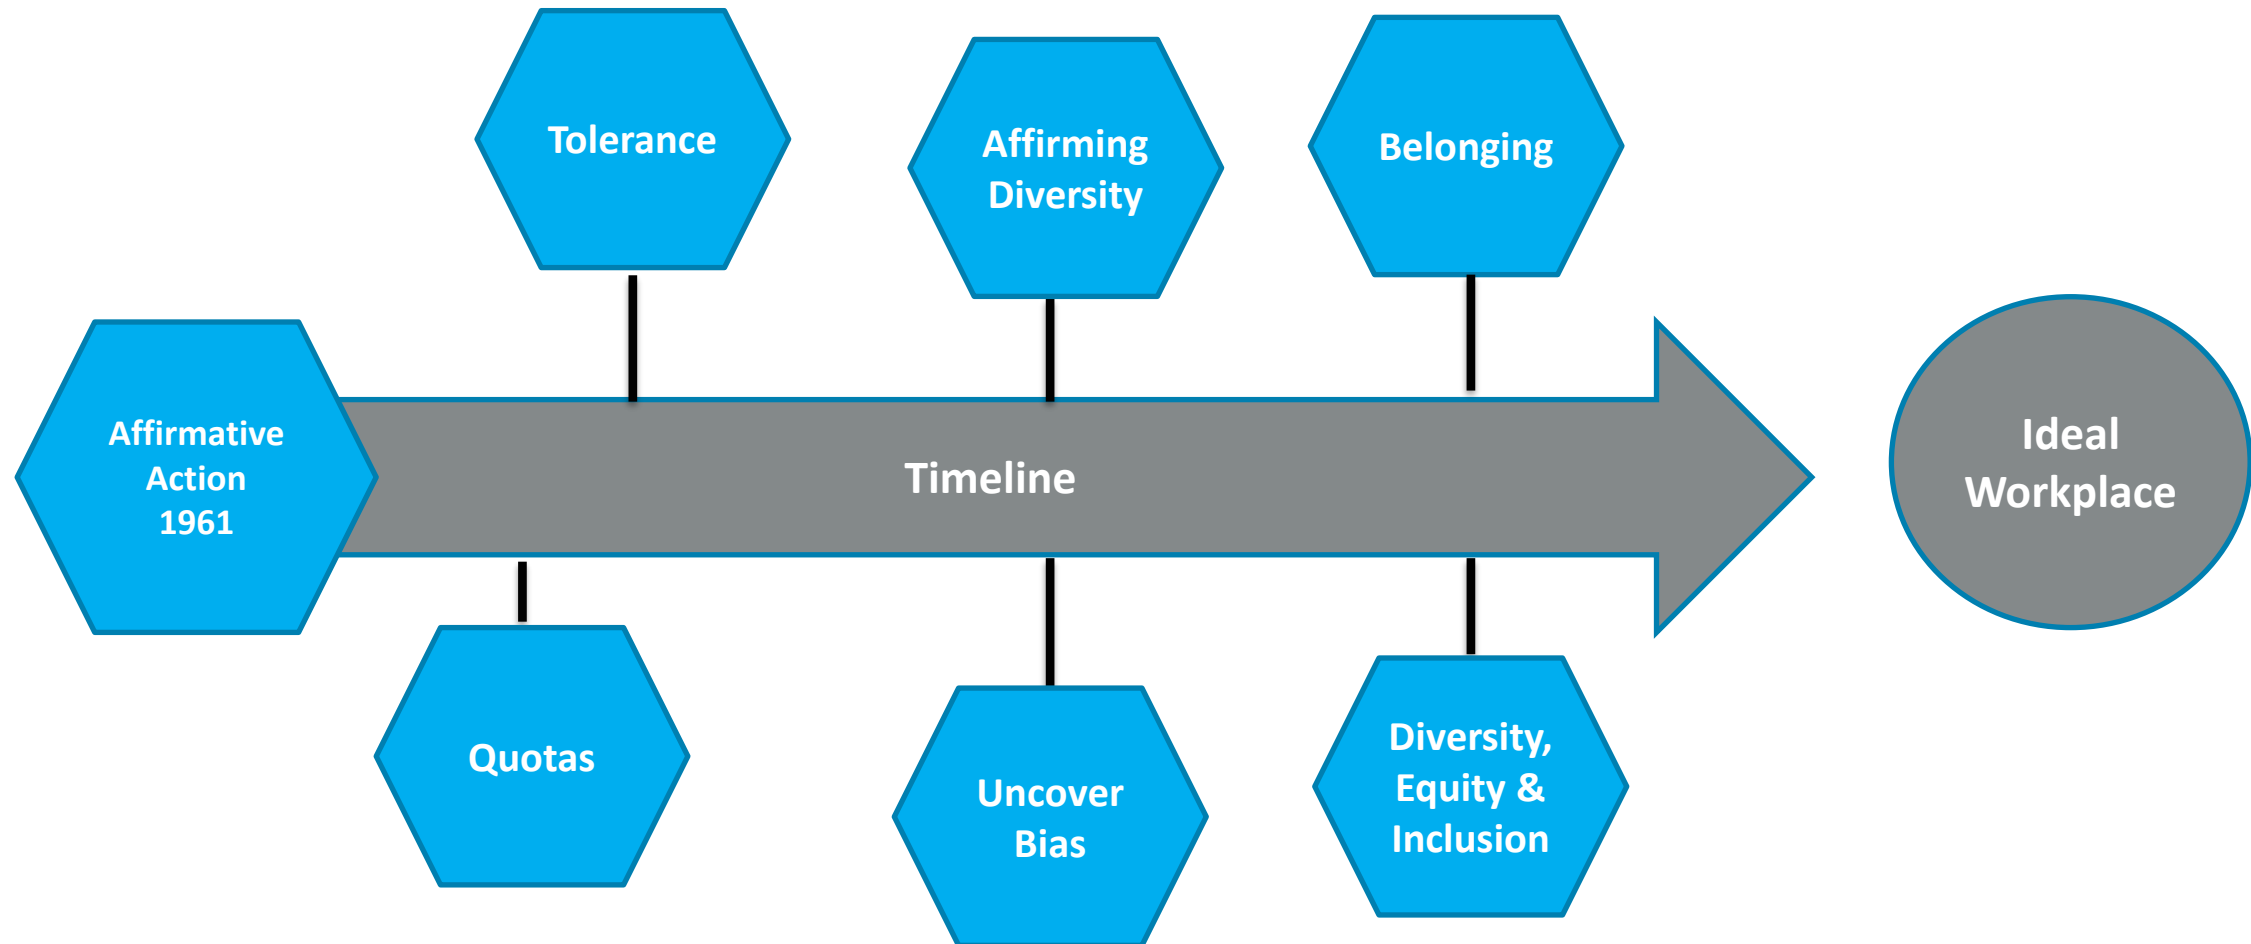 Tolerance
Affirming
Diversity
Belonging
Affirmative
Action
1961
Timeline
Ideal
Workplace
Quotas
Uncover
Bias
Diversity,
Equity &
Inclusion